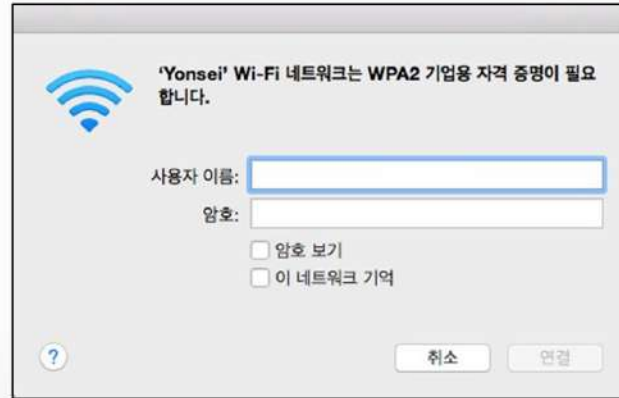 ‘Yonsei’ Wi-Fi 네트워크는 WPA2 기업용 자격 증명이 필요
합니다.
사용자 이름:
암호:
암호 보기
이 네트워크 기억
?
취소
연결